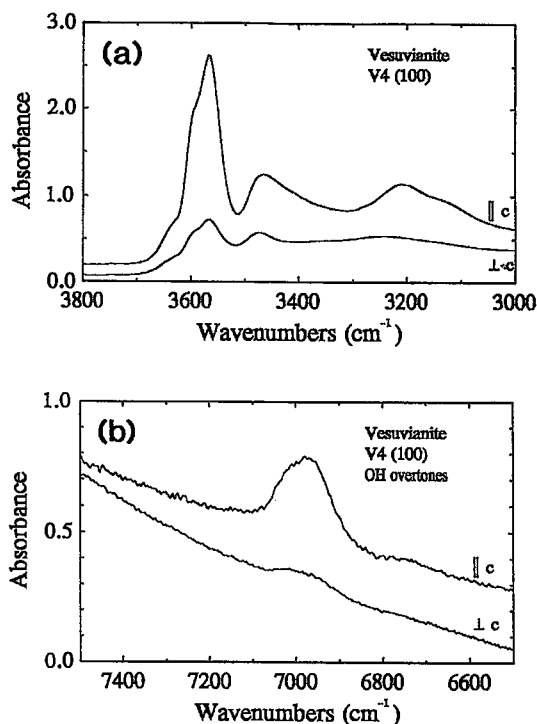 (a)
Vesuvianite
V4 (100)
3.0
2.0
1.0
0.0
Absorbance
∥ c
⊥ c
3800 3600 3400 3200 3000
Wavenumbers (cm⁻¹)
(b)
Vesuvianite
V4 (100)
OH overtones
1.0
0.5
0.0
Absorbance
∥ c
⊥ c
7400 7200 7000 6800 6600
Wavenumbers (cm⁻¹)